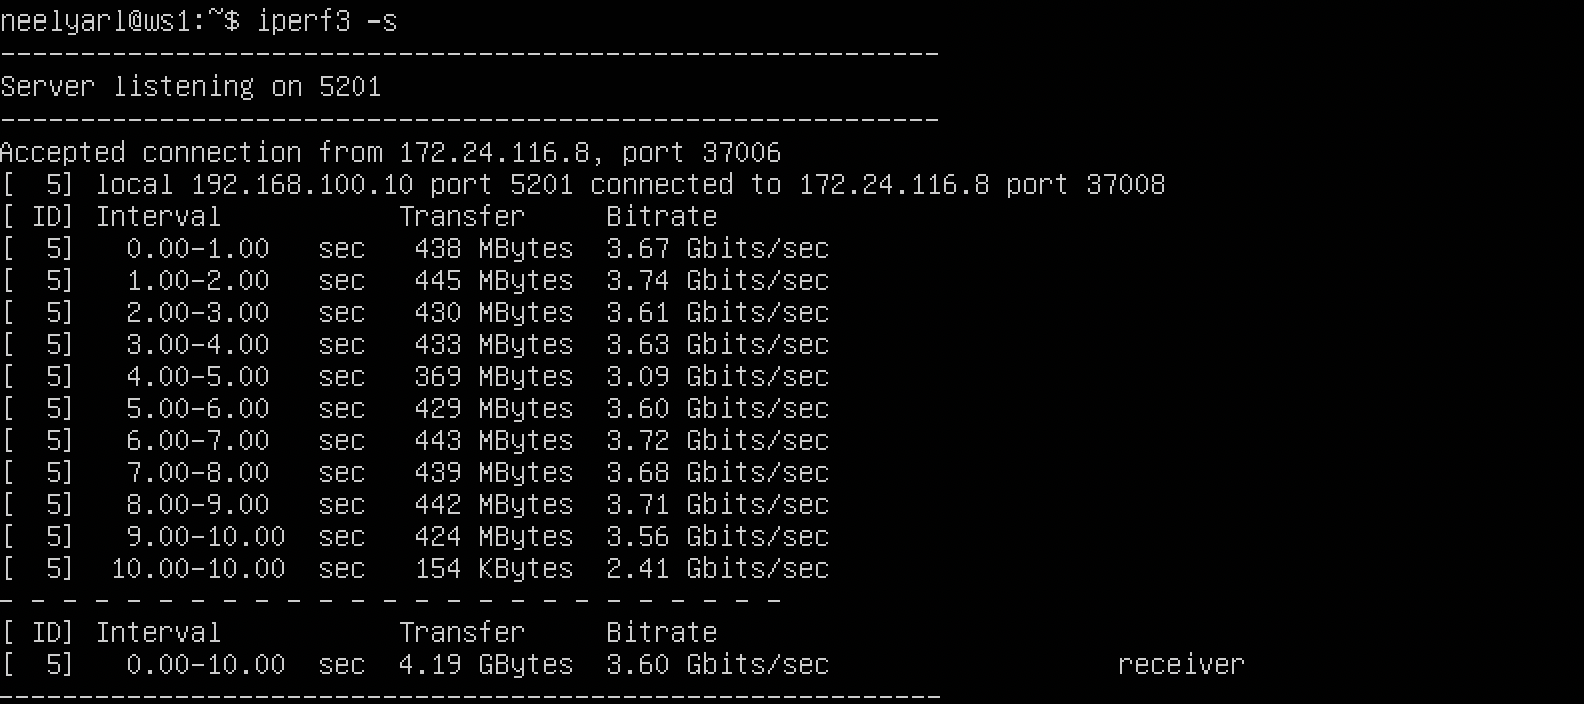 neelyarl@ws1:~$ iperf3 -s
-----------------------------------------------------------
Server listening on 5201
-----------------------------------------------------------
Accepted connection from 172.24.116.8, port 37006
[  5] local 192.168.100.10 port 5201 connected to 172.24.116.8 port 37008
[ ID] Interval           Transfer     Bitrate
[  5]   0.00-1.00   sec   438 MBytes  3.67 Gbits/sec
[  5]   1.00-2.00   sec   445 MBytes  3.74 Gbits/sec
[  5]   2.00-3.00   sec   430 MBytes  3.61 Gbits/sec
[  5]   3.00-4.00   sec   433 MBytes  3.63 Gbits/sec
[  5]   4.00-5.00   sec   369 MBytes  3.09 Gbits/sec
[  5]   5.00-6.00   sec   429 MBytes  3.60 Gbits/sec
[  5]   6.00-7.00   sec   443 MBytes  3.72 Gbits/sec
[  5]   7.00-8.00   sec   439 MBytes  3.68 Gbits/sec
[  5]   8.00-9.00   sec   442 MBytes  3.71 Gbits/sec
[  5]   9.00-10.00  sec   424 MBytes  3.56 Gbits/sec
[  5]  10.00-10.00  sec   154 KBytes  2.41 Gbits/sec
- - - - - - - - - - - - - - - - - - - - - - - - -
[ ID] Interval           Transfer     Bitrate
[  5]   0.00-10.00  sec  4.19 GBytes  3.60 Gbits/sec                  receiver
-----------------------------------------------------------